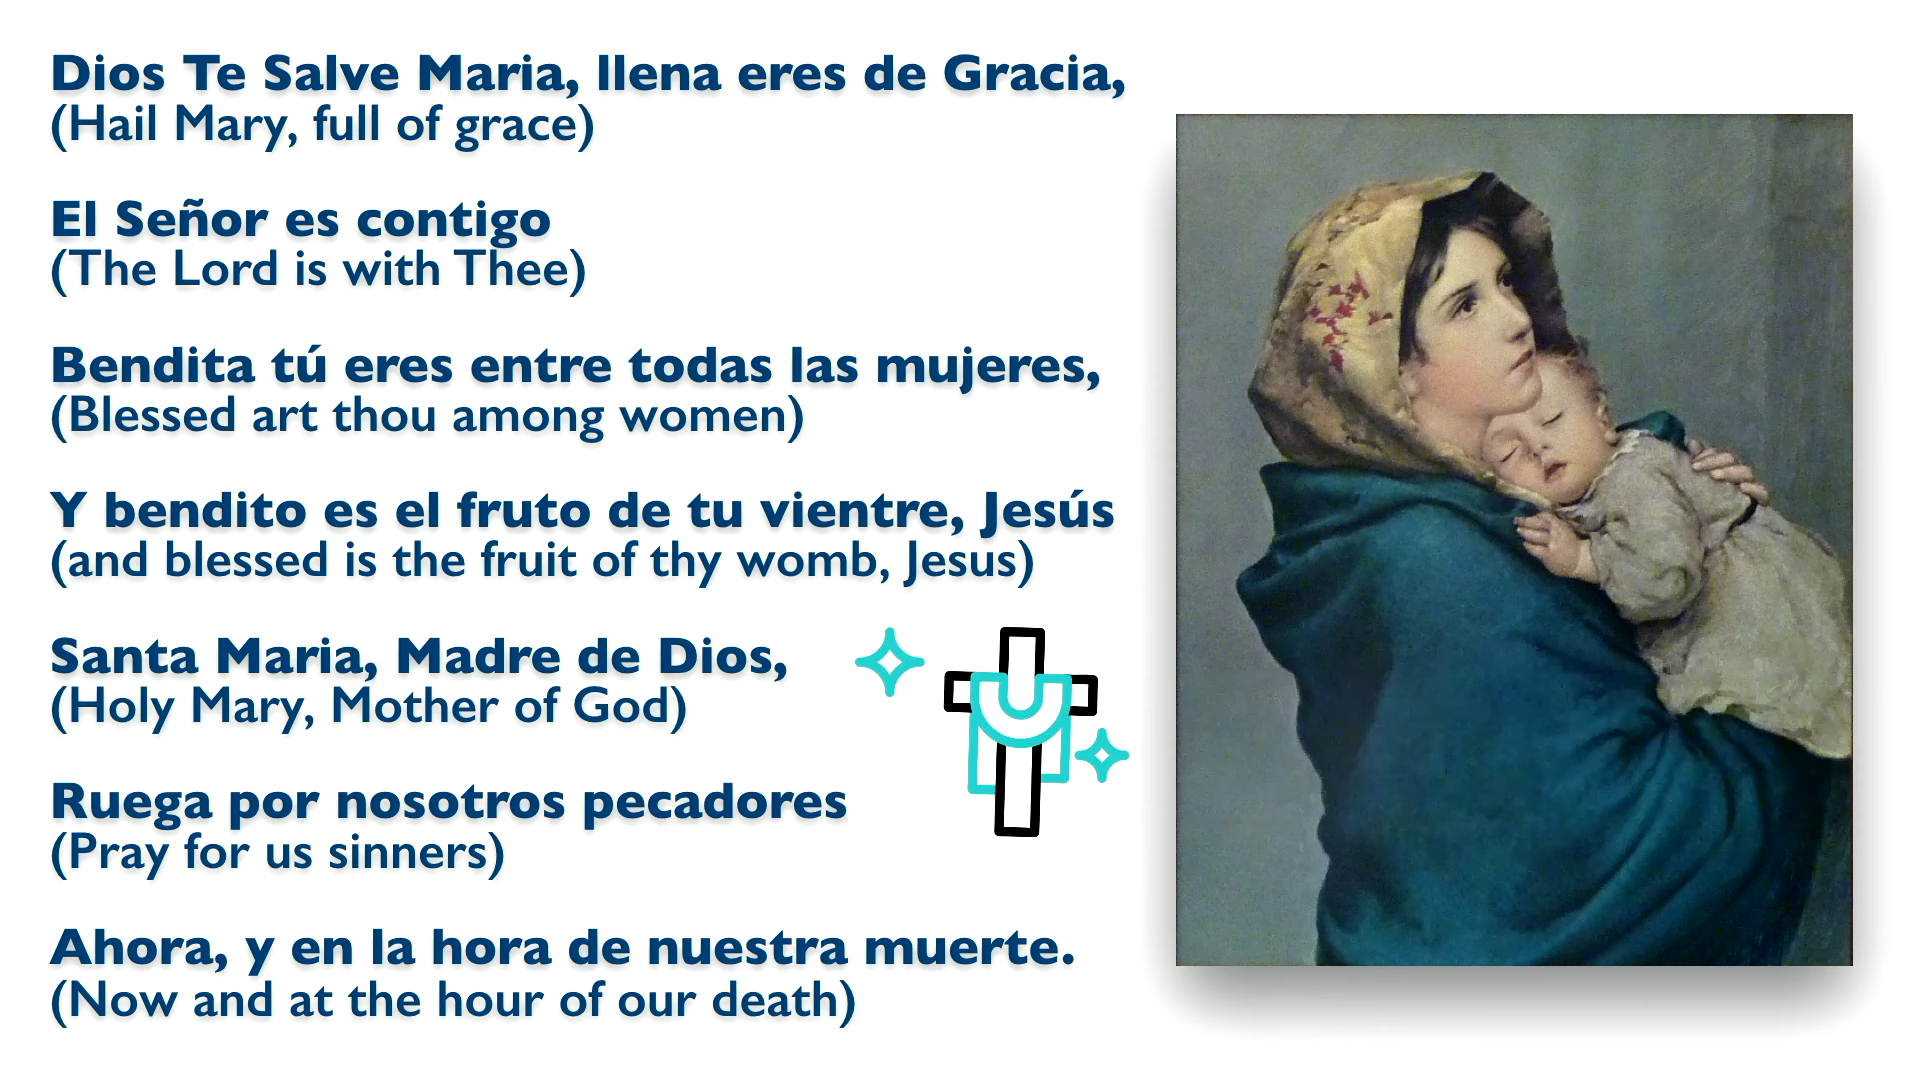 Dios Te Salve Maria, llena eres de Gracia,
(Hail Mary, full of grace)
El Señor es contigo
(The Lord is with Thee)
Bendita tú eres entre todas las mujeres,
(Blessed art thou among women)
Y bendito es el fruto de tu vientre, Jesús
(and blessed is the fruit of thy womb, Jesus)
Santa Maria, Madre de Dios,
(Holy Mary, Mother of God)
Ruega por nosotros pecadores
(Pray for us sinners)
Ahora, y en la hora de nuestra muerte.
(Now and at the hour of our death)